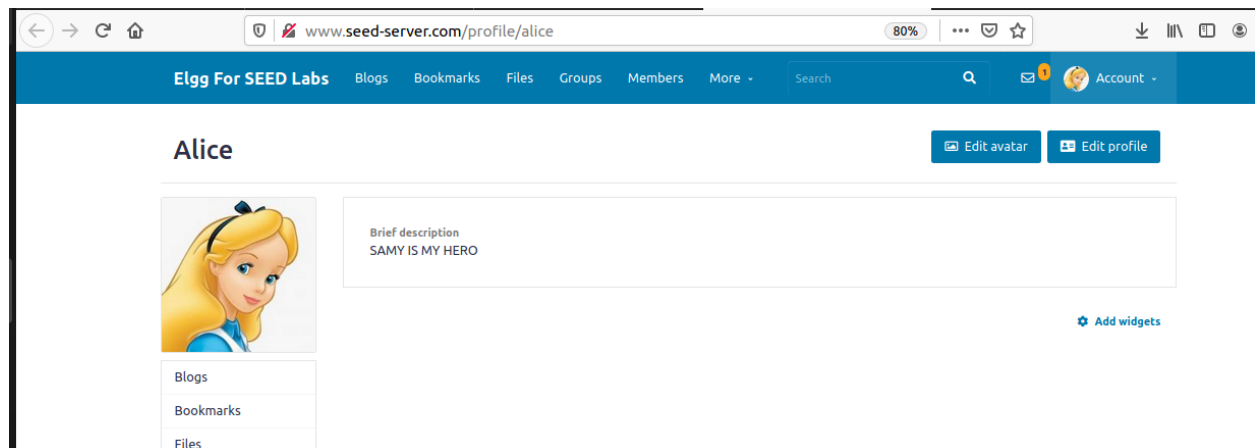 www.seed-server.com/profile/alice 80%
Elgg For SEED Labs Blogs Bookmarks Files Groups Members More Search 1 Account
Alice Edit avatar Edit profile
Brief description
SAMY IS MY HERO
Add widgets
Blogs
Bookmarks
Files